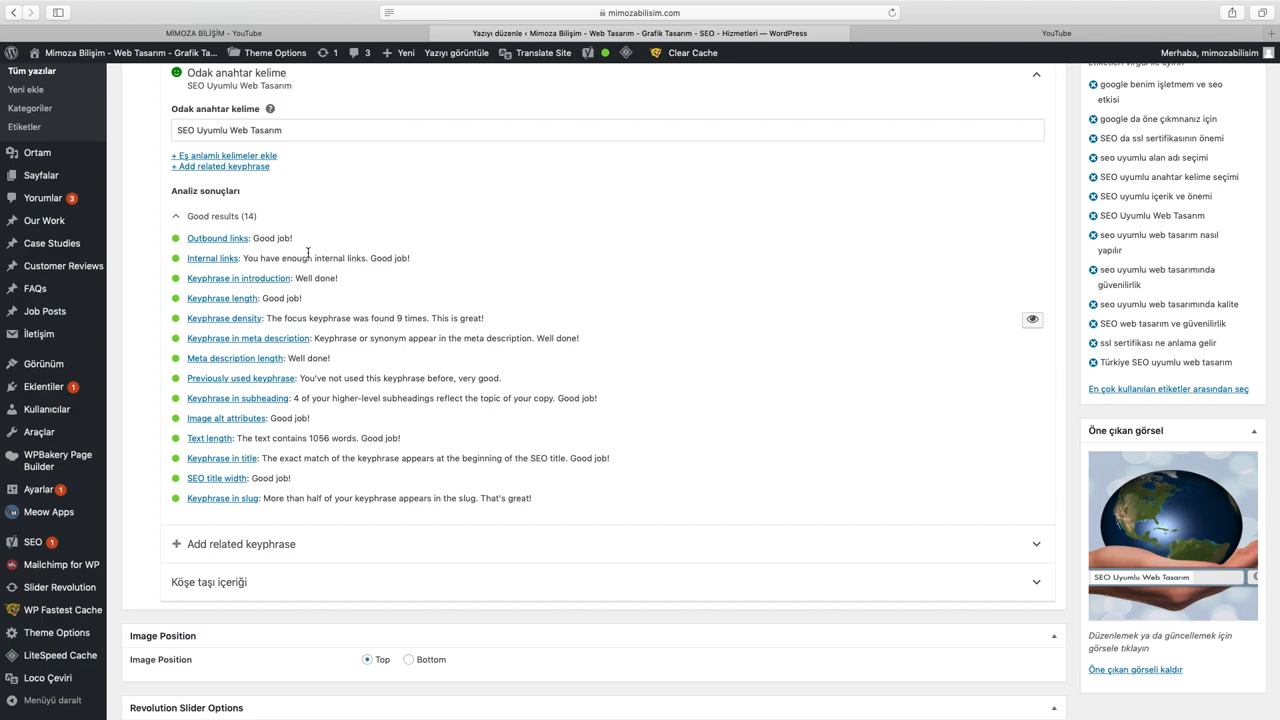 mimozabilisim.com
MİMOZA BİLİŞİM - YouTube
Yazıyı düzenle ‹ Mimoza Bilişim - Web Tasarım - Grafik Tasarım - SEO - Hizmetleri — WordPress
YouTube
Mimoza Bilişim - Web Tasarım - Grafik Ta...
Theme Options
1
3
Yeni
Yazıyı görüntüle
Translate Site
Clear Cache
Merhaba, mimozabilisim
Tüm yazılar
Yeni ekle
Kategoriler
Etiketler
Ortam
Sayfalar
Yorumlar 3
Our Work
Case Studies
Customer Reviews
FAQs
Job Posts
İletişim
Görünüm
Eklentiler 1
Kullanıcılar
Araçlar
WPBakery Page
Builder
Ayarlar 1
Meow Apps
SEO 1
Mailchimp for WP
Slider Revolution
WP Fastest Cache
Theme Options
LiteSpeed Cache
Loco Çeviri
Menüyü daralt
Odak anahtar kelime
SEO Uyumlu Web Tasarım
Odak anahtar kelime ?
SEO Uyumlu Web Tasarım
+ Eş anlamlı kelimeler ekle
+ Add related keyphrase
Analiz sonuçları
Good results (14)
Outbound links: Good job!
Internal links: You have enough internal links. Good job!
Keyphrase in introduction: Well done!
Keyphrase length: Good job!
Keyphrase density: The focus keyphrase was found 9 times. This is great!
Keyphrase in meta description: Keyphrase or synonym appear in the meta description. Well done!
Meta description length: Well done!
Previously used keyphrase: You've not used this keyphrase before, very good.
Keyphrase in subheading: 4 of your higher-level subheadings reflect the topic of your copy. Good job!
Image alt attributes: Good job!
Text length: The text contains 1056 words. Good job!
Keyphrase in title: The exact match of the keyphrase appears at the beginning of the SEO title. Good job!
SEO title width: Good job!
Keyphrase in slug: More than half of your keyphrase appears in the slug. That's great!
Add related keyphrase
Köşe taşı içeriği
Image Position
Image Position
Top
Bottom
Revolution Slider Options
Etiketleri virgül ile ayırın
google benim işletmem ve seo
etkisi
google da öne çıkmnanız için
SEO da ssl sertifikasının önemi
seo uyumlu alan adı seçimi
SEO uyumlu anahtar kelime seçimi
SEO uyumlu içerik ve önemi
SEO Uyumlu Web Tasarım
seo uyumlu web tasarım nasıl
yapılır
seo uyumlu web tasarımında
güvenilirlik
seo uyumlu web tasarımında kalite
SEO web tasarım ve güvenilirlik
ssl sertifikası ne anlama gelir
Türkiye SEO uyumlu web tasarım
En çok kullanılan etiketler arasından seç
Öne çıkan görsel
SEO Uyumlu Web Tasarım
Düzenlemek ya da güncellemek için
görsele tıklayın
Öne çıkan görseli kaldır